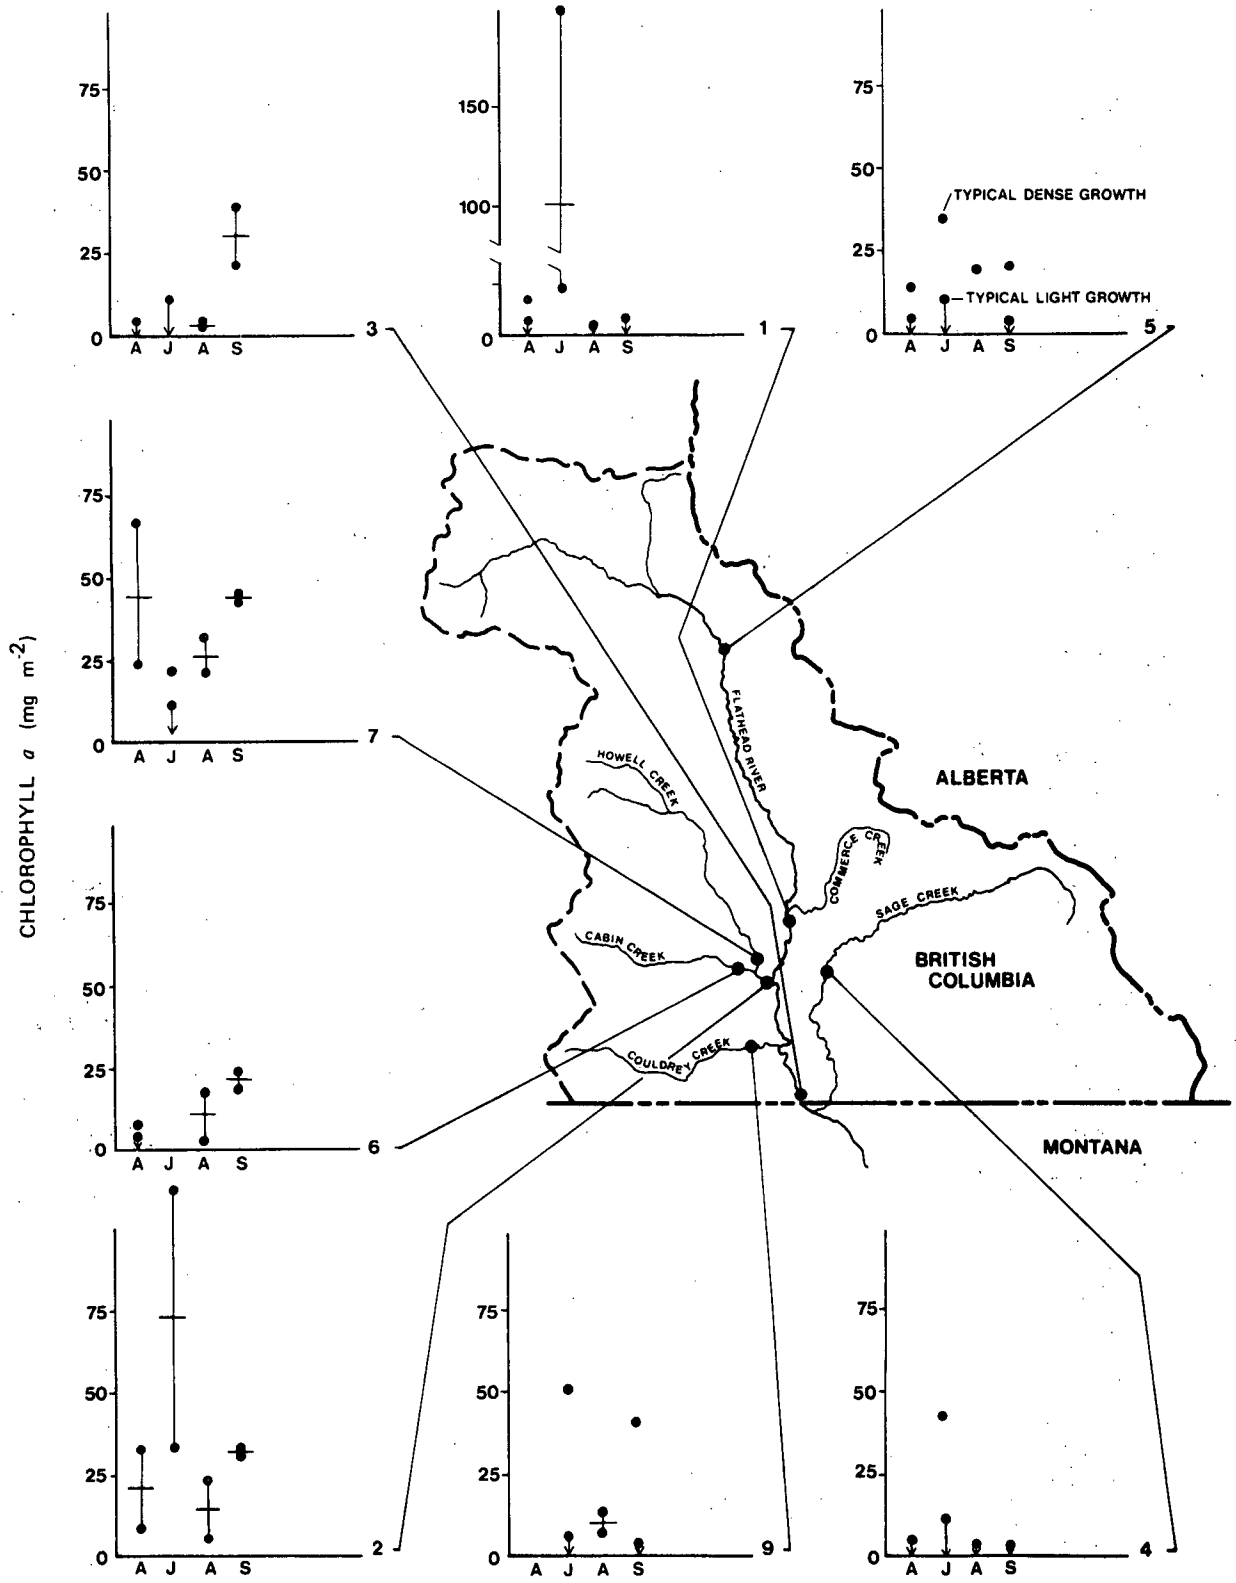 75
50
25
0
A J A S
3
150
100
0
A J A S
1
75
50
25
0
TYPICAL DENSE GROWTH
TYPICAL LIGHT GROWTH
A J A S
5
CHLOROPHYLL a (mg m-2)
75
50
25
0
A J A S
7
75
50
25
0
A J A S
6
FLATHEAD RIVER
HOWELL CREEK
ALBERTA
COMMERCE CREEK
SAGE CREEK
CABIN CREEK
BRITISH
COLUMBIA
COULDREY CREEK
MONTANA
75
50
25
0
A J A S
2
75
50
25
0
A J A S
9
75
50
25
0
A J A S
4